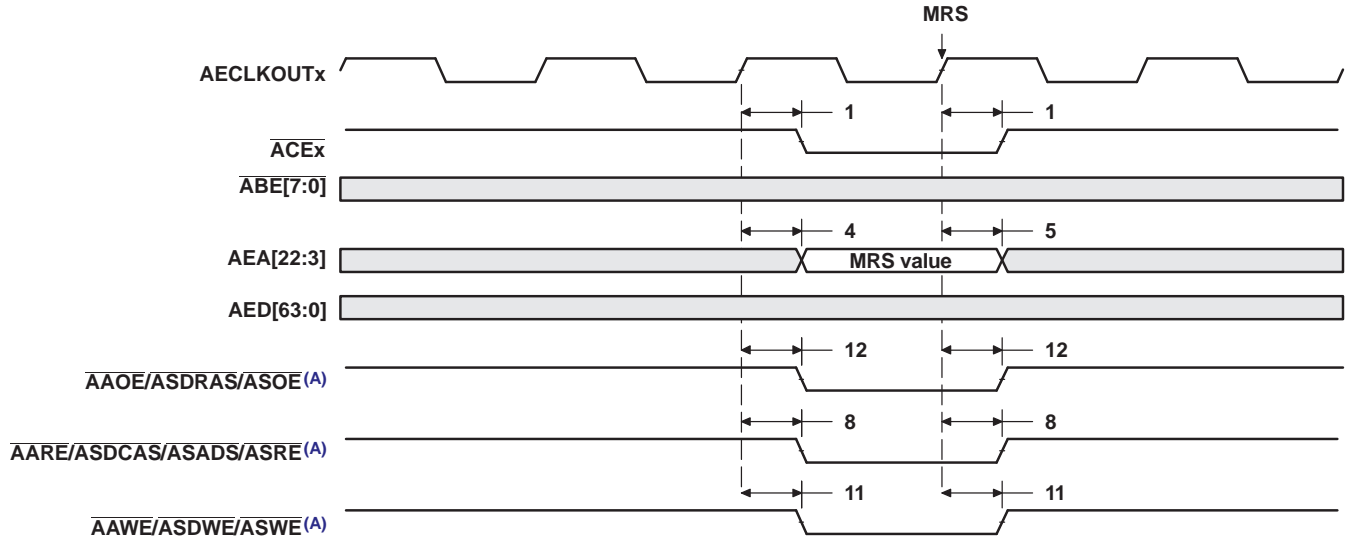 MRS
AECLKOUTx
1 1
ACEx
ABE[7:0]
4 5
AEA[22:3] MRS value
AED[63:0]
12 12
AAOE/ASDRAS/ASOE(A)
8 8
AARE/ASDCAS/ASADS/ASRE(A)
11 11
AAWE/ASDWE/ASWE(A)